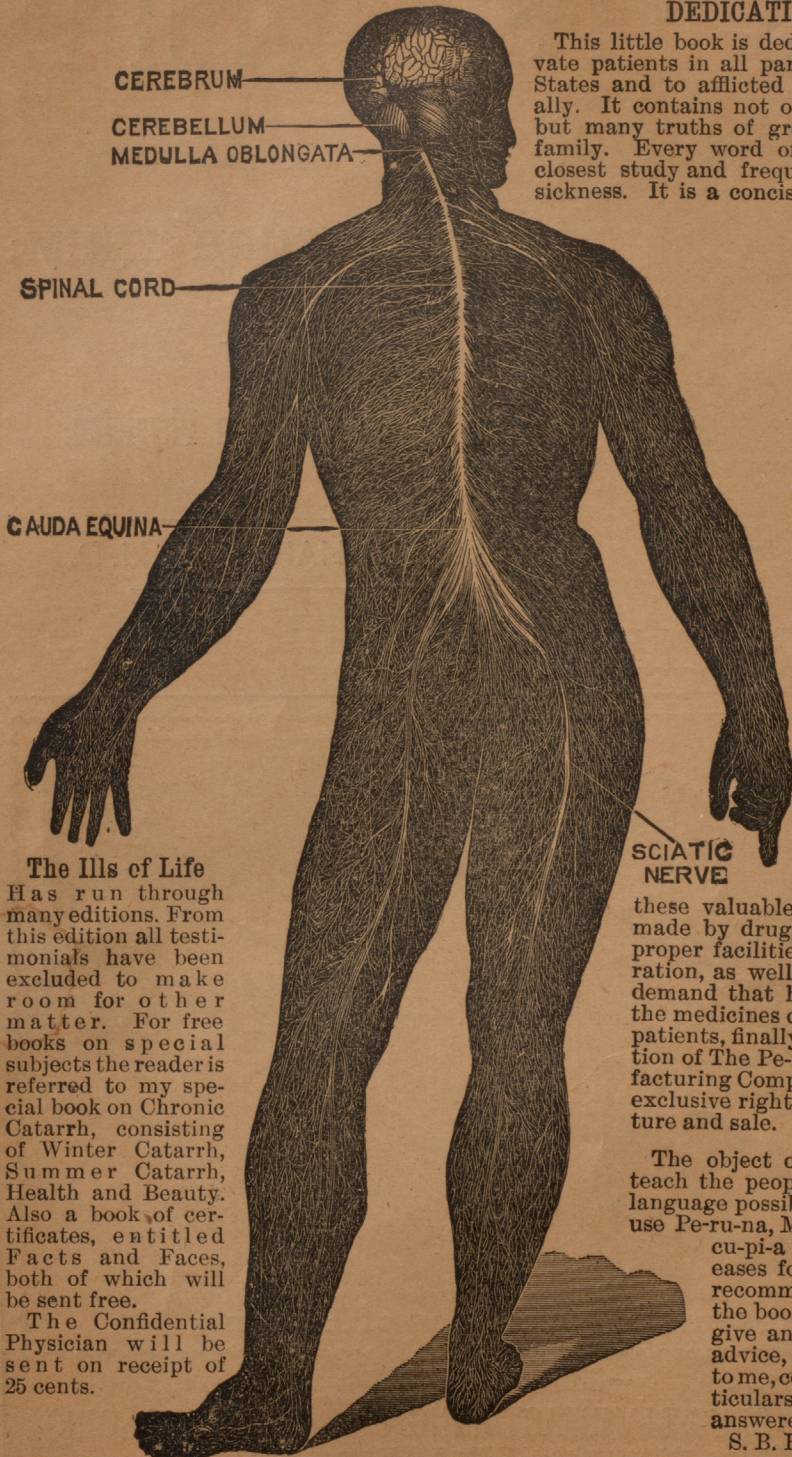 DEDICATI
This little book is ded
vate patients in all par
States and to afflicted
ally. It contains not o
but many truths of gr
family. Every word o
closest study and frequ
sickness. It is a concis
CEREBRUM
CEREBELLUM
MEDULLA OBLONGATA
SPINAL CORD
CAUDA EQUINA
SCIATIC
NERVE
The Ills of Life
Has run through
many editions. From
this edition all testi-
monials have been
excluded to make
room for other
matter. For free
books on special
subjects the reader is
referred to my spe-
cial book on Chronic
Catarrh, consisting
of Winter Catarrh,
Summer Catarrh,
Health and Beauty.
Also a book of cer-
tificates, entitled
Facts and Faces,
both of which will
be sent free.
The Confidential
Physician will be
sent on receipt of
25 cents.
these valuable
made by drug
proper facilitie
ration, as well
demand that
the medicines
patients, finally
tion of The Pe-
facturing Comp
exclusive right
ture and sale.
The object
teach the peop
language possi
use Pe-ru-na,
cu-pi-a
eases fo
recomm
the boo
give an
advice,
to me, c
ticulars
answere
S. B.